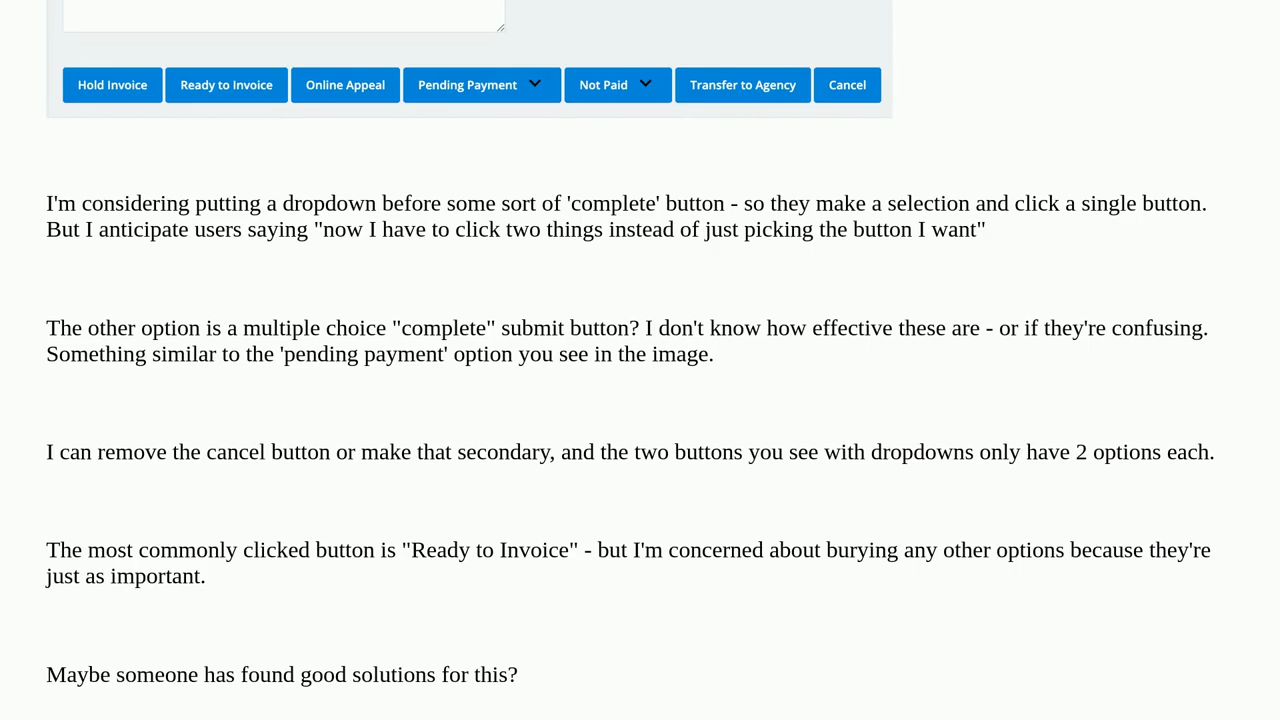 Hold Invoice Ready to Invoice Online Appeal Pending Payment Not Paid Transfer to Agency Cancel
I'm considering putting a dropdown before some sort of 'complete' button - so they make a selection and click a single button.
But I anticipate users saying "now I have to click two things instead of just picking the button I want"
The other option is a multiple choice "complete" submit button? I don't know how effective these are - or if they're confusing.
Something similar to the 'pending payment' option you see in the image.
I can remove the cancel button or make that secondary, and the two buttons you see with dropdowns only have 2 options each.
The most commonly clicked button is "Ready to Invoice" - but I'm concerned about burying any other options because they're
just as important.
Maybe someone has found good solutions for this?